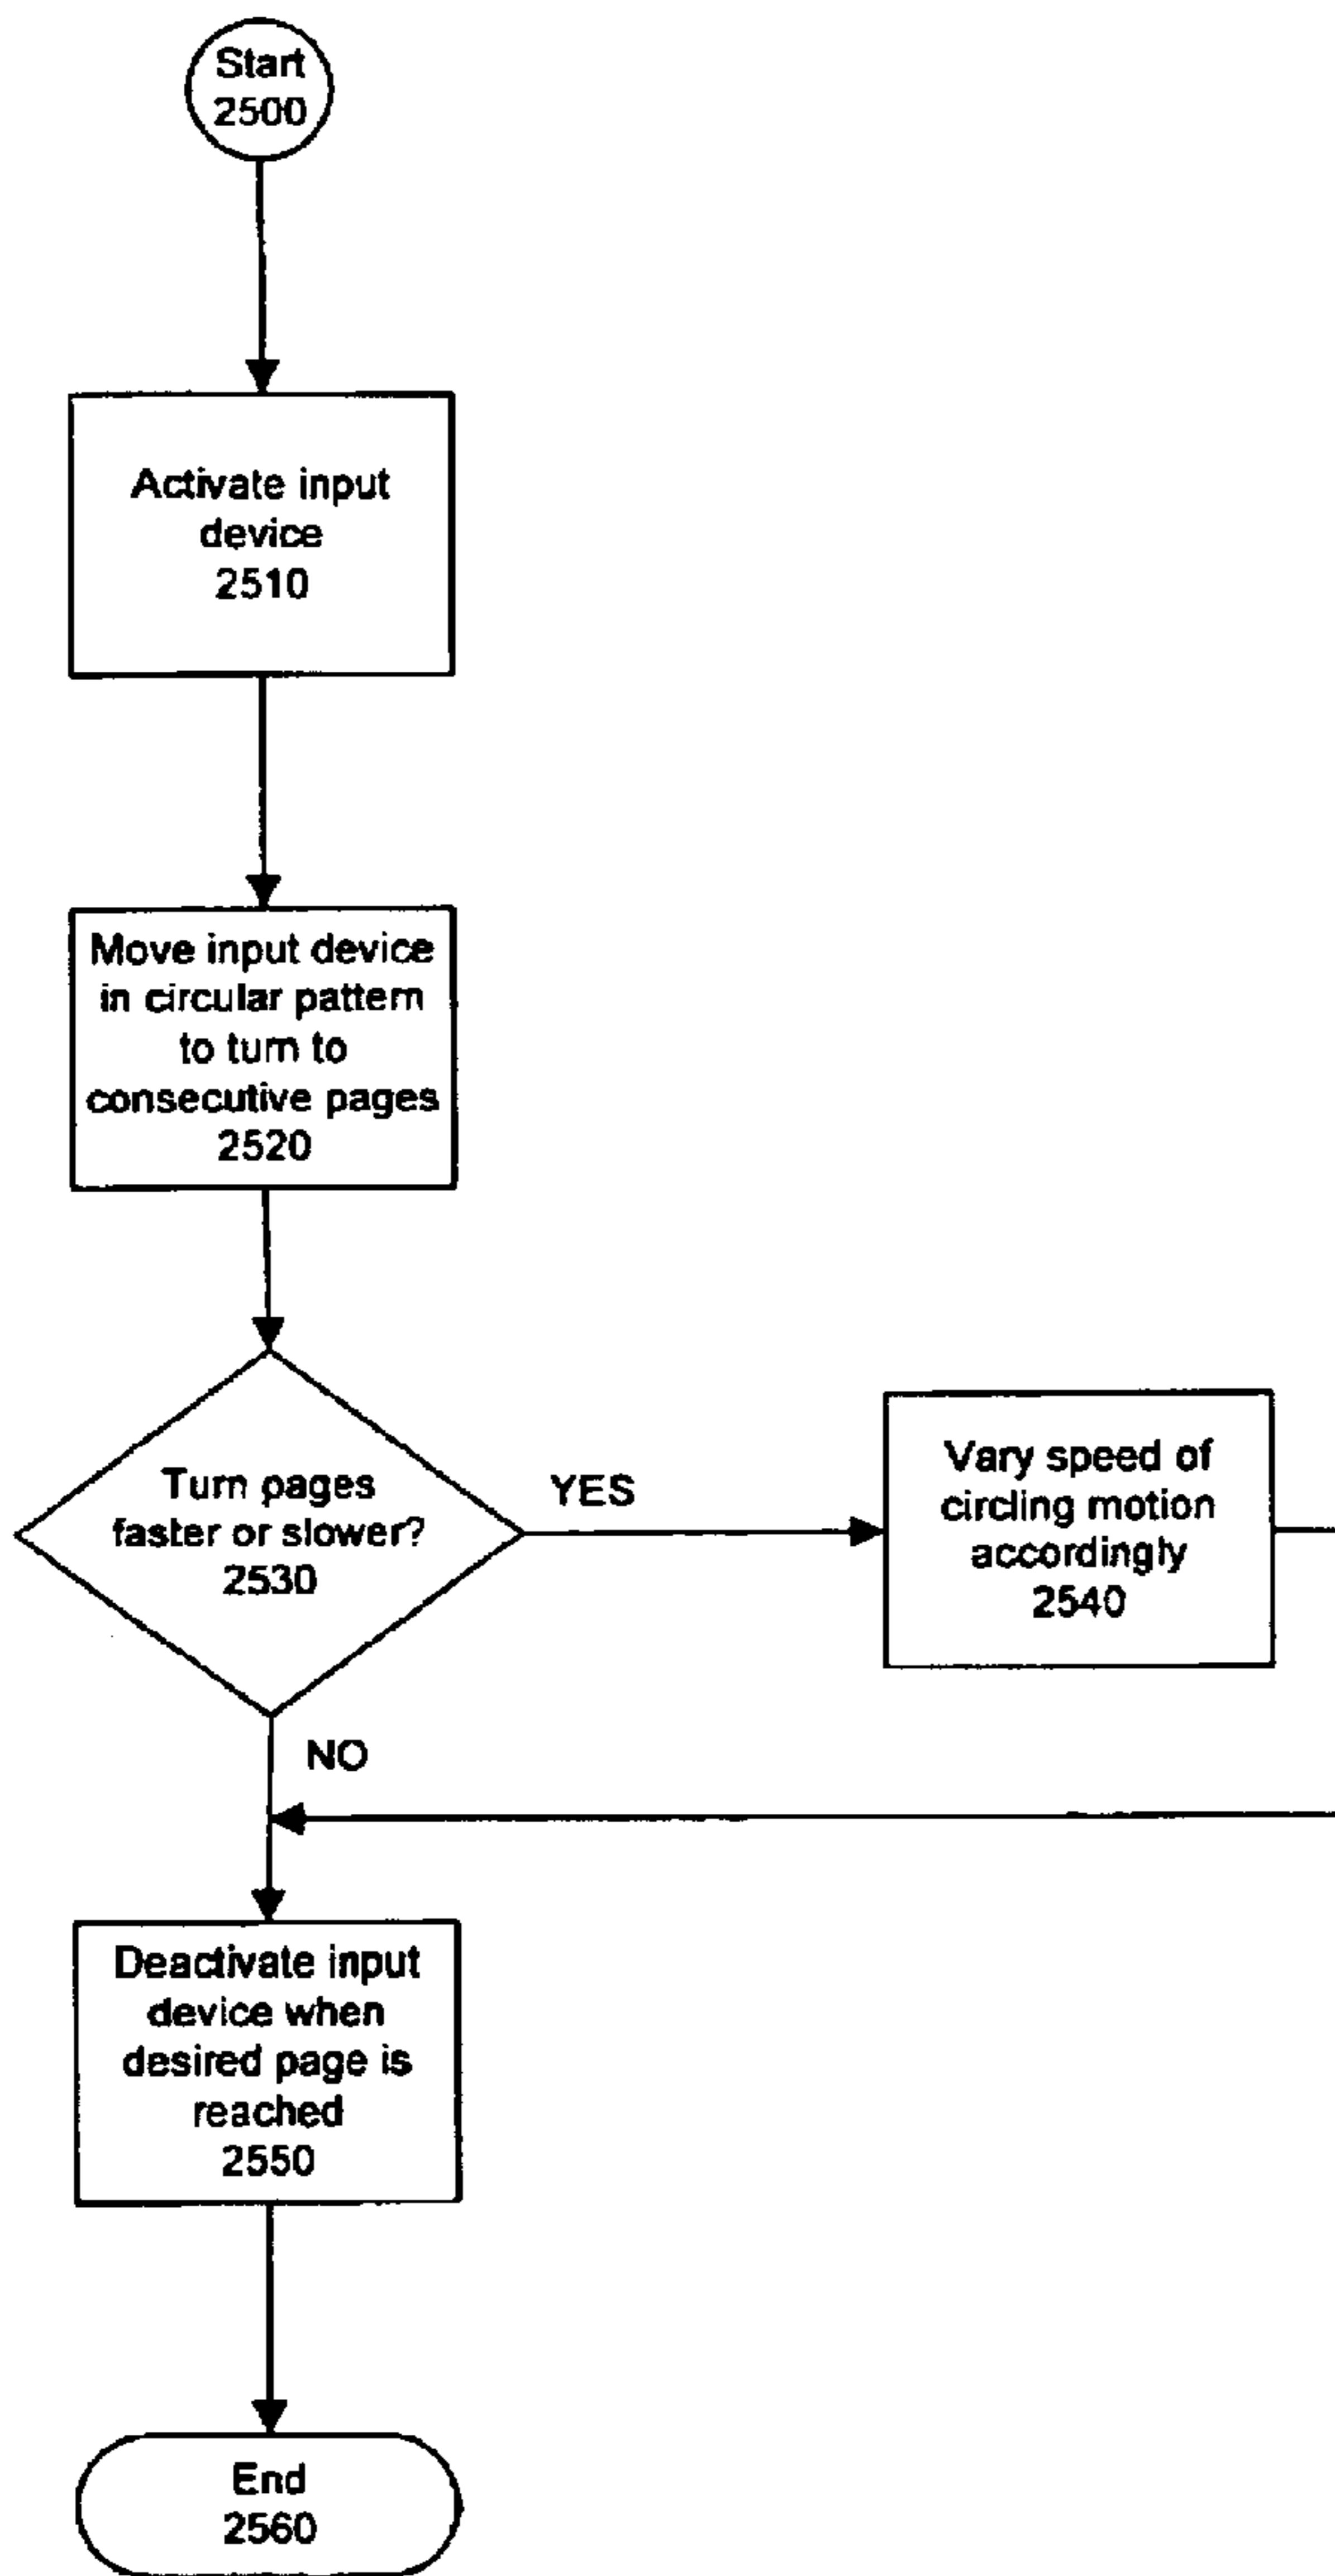 Start
2500
Activate input
device
2510
Move input device
in circular pattern
to turn to
consecutive pages
2520
Turn pages
faster or slower?
2530
YES
Vary speed of
circling motion
accordingly
2540
NO
Deactivate input
device when
desired page is
reached
2550
End
2560